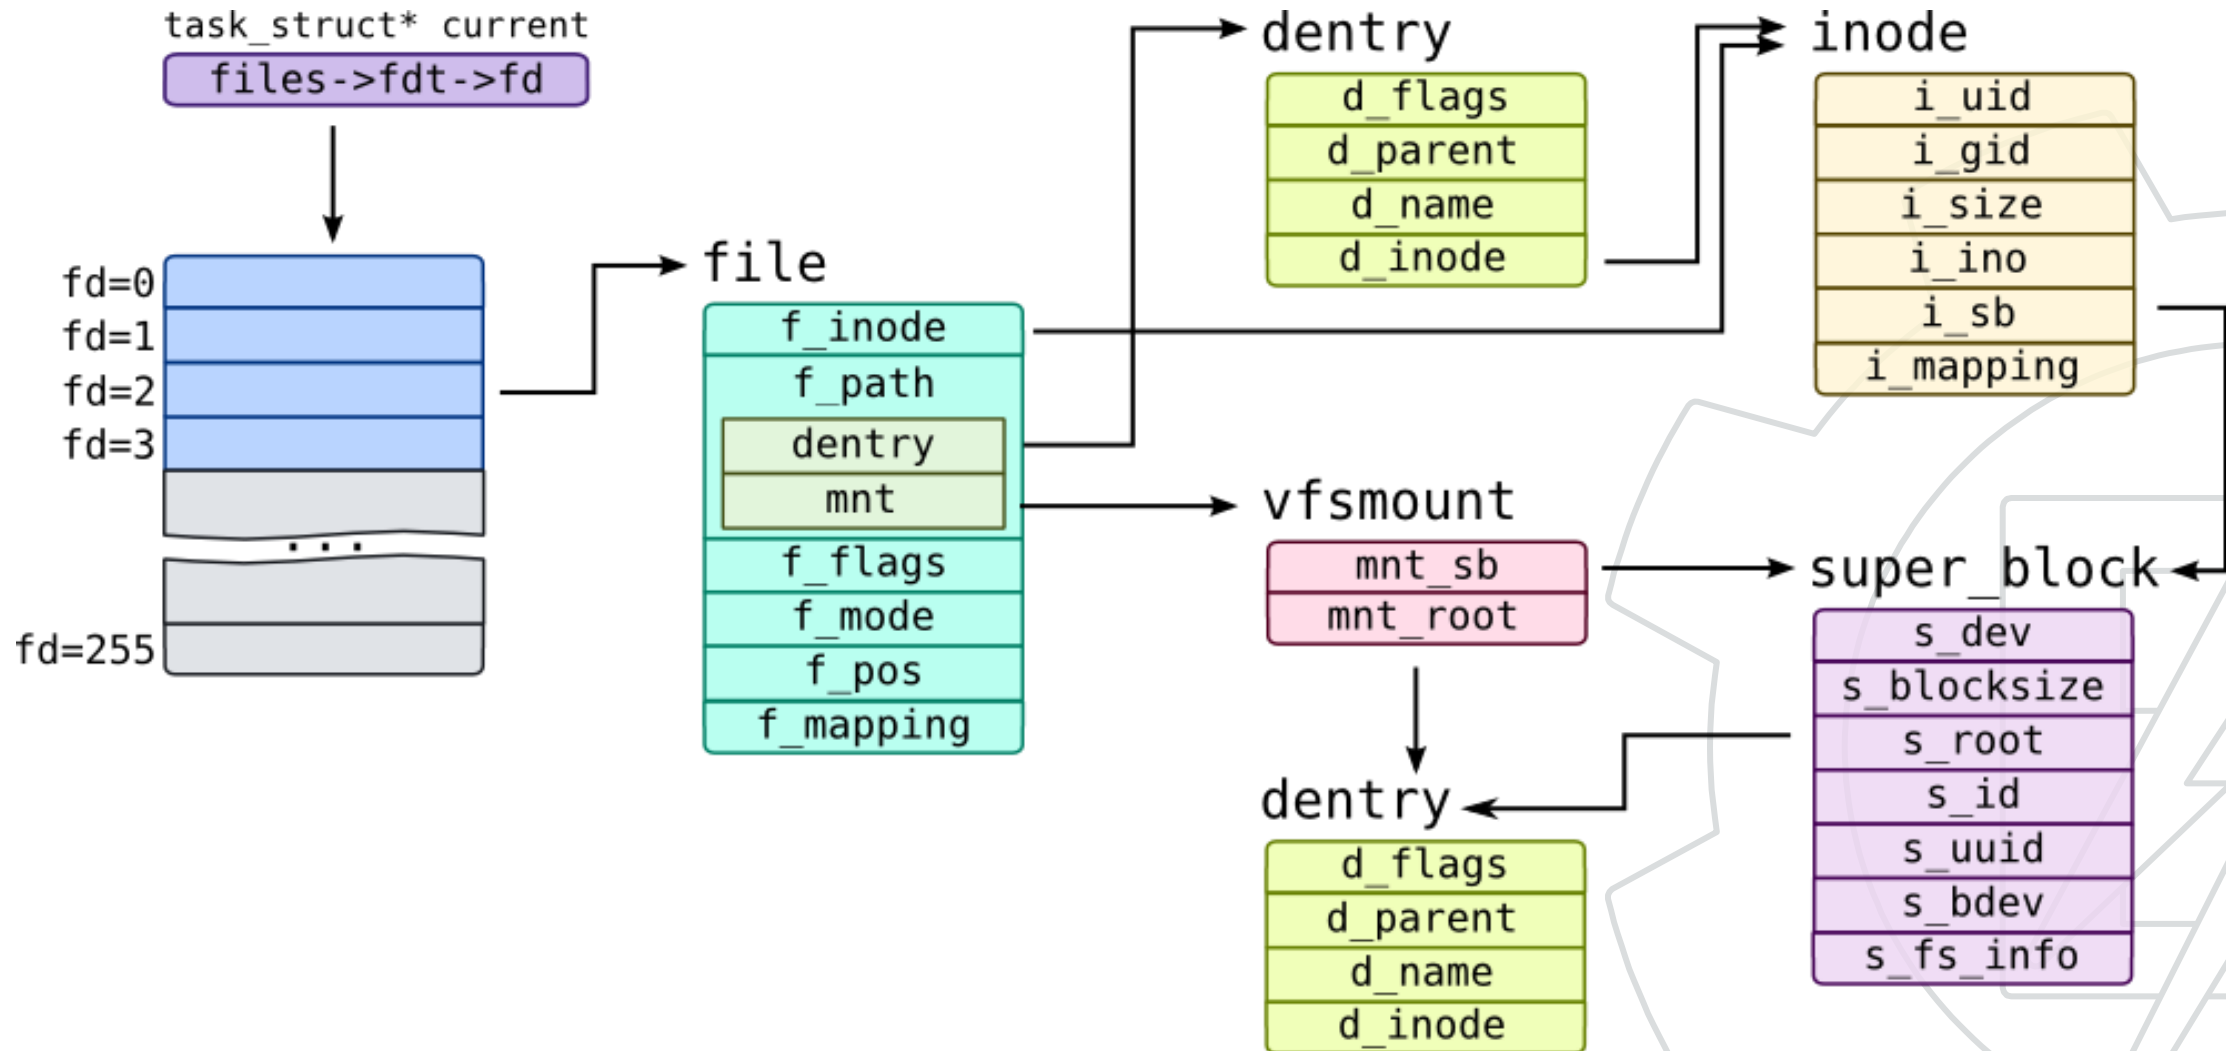 task_struct* current
files->fdt->fd
fd=0
fd=1
fd=2
fd=3
...
fd=255
file
f_inode
f_path
dentry
mnt
f_flags
f_mode
f_pos
f_mapping
dentry
d_flags
d_parent
d_name
d_inode
vfsmount
mnt_sb
mnt_root
dentry
d_flags
d_parent
d_name
d_inode
inode
i_uid
i_gid
i_size
i_ino
i_sb
i_mapping
super_block
s_dev
s_blocksize
s_root
s_id
s_uuid
s_bdev
s_fs_info